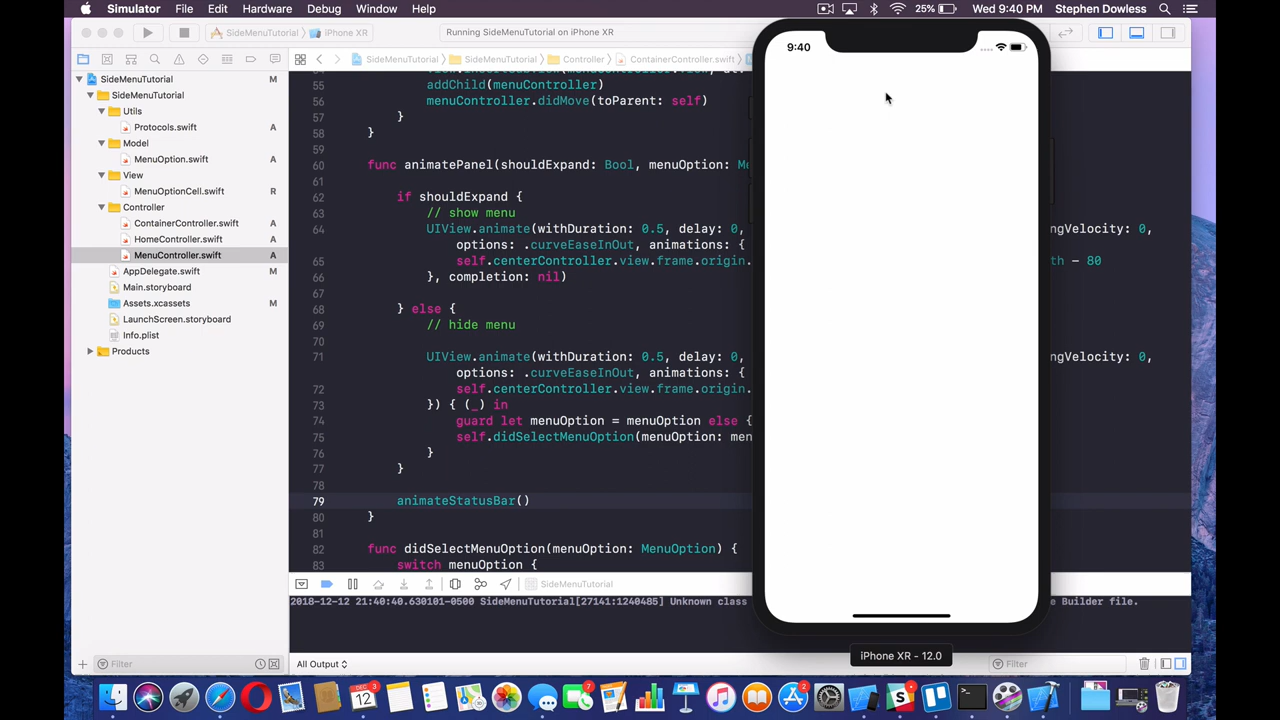 Simulator File Edit Hardware Debug Window Help 25% Wed 9:40 PM Stephen Dowless
SideMenuTutorial iPhone XR
Running SideMenuTutorial on iPhone XR
SideMenuTutorial SideMenuTutorial Controller ContainerController.swift
SideMenuTutorial M
SideMenuTutorial
Utils
Protocols.swift A
Model
MenuOption.swift A
View
MenuOptionCell.swift R
Controller
ContainerController.swift A
HomeController.swift A
MenuController.swift A
AppDelegate.swift M
Main.storyboard
Assets.xcassets M
LaunchScreen.storyboard
Info.plist
Products
Filter
55 addChild(menuController)
56 menuController.didMove(toParent: self)
57 }
58 }
59
60 func animatePanel(shouldExpand: Bool, menuOption: Me
61
62 if shouldExpand {
63 // show menu
64 UIView.animate(withDuration: 0.5, delay: 0, ngVelocity: 0,
options: .curveEaseInOut, animations: {
65 self.centerController.view.frame.origin. th - 80
66 }, completion: nil)
67
68 } else {
69 // hide menu
70
71 UIView.animate(withDuration: 0.5, delay: 0, ngVelocity: 0,
options: .curveEaseInOut, animations: {
72 self.centerController.view.frame.origin.
73 }) { (_) in
74 guard let menuOption = menuOption else {
75 self.didSelectMenuOption(menuOption: men
76 }
77 }
78
79 animateStatusBar()
80 }
81
82 func didSelectMenuOption(menuOption: MenuOption) {
83 switch menuOption {
SideMenuTutorial
2018-12-12 21:40:40.630101-0500 SideMenuTutorial[27141:1240485] Unknown class e Builder file.
All Output
Filter
9:40
iPhone XR - 12.0
DEC
12
3
7
2